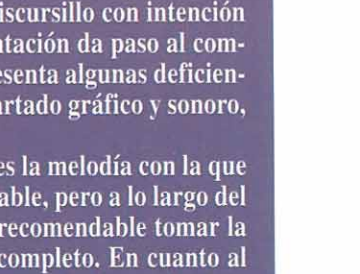 iscursillo con intención
ntación da paso al com-
esenta algunas deficien-
artado gráfico y sonoro,
es la melodía con la que
able, pero a lo largo del
recomendable tomar la
completo. En cuanto al